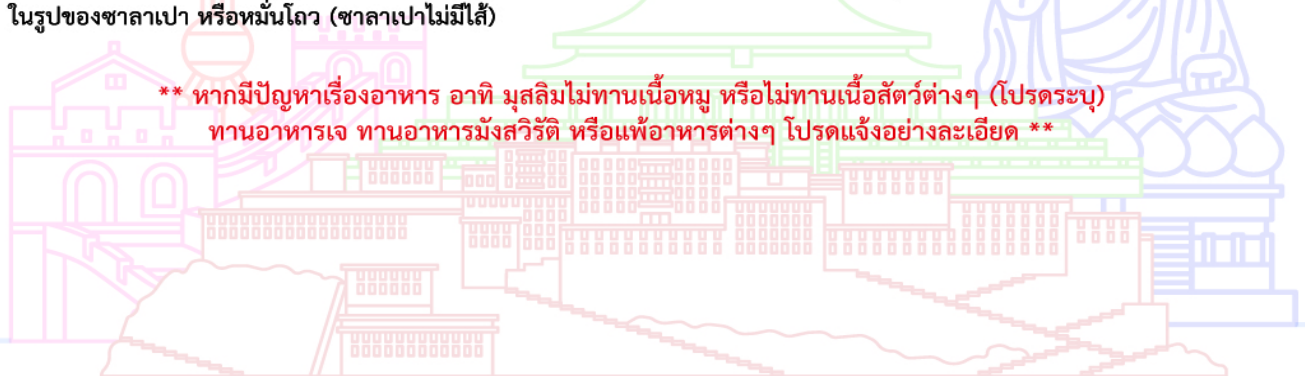 ในรูปของซาลาเปา หรือหมั่นโถว (ซาลาเปาไม่มีไส้)
** หากมีปัญหาเรื่องอาหาร อาทิ มุสลิมไม่ทานเนื้อหมู หรือไม่ทานเนื้อสัตว์ต่างๆ (โปรดระบุ)
ทานอาหารเจ ทานอาหารมังสวิรัติ หรือแพ้อาหารต่างๆ โปรดแจ้งอย่างละเอียด **